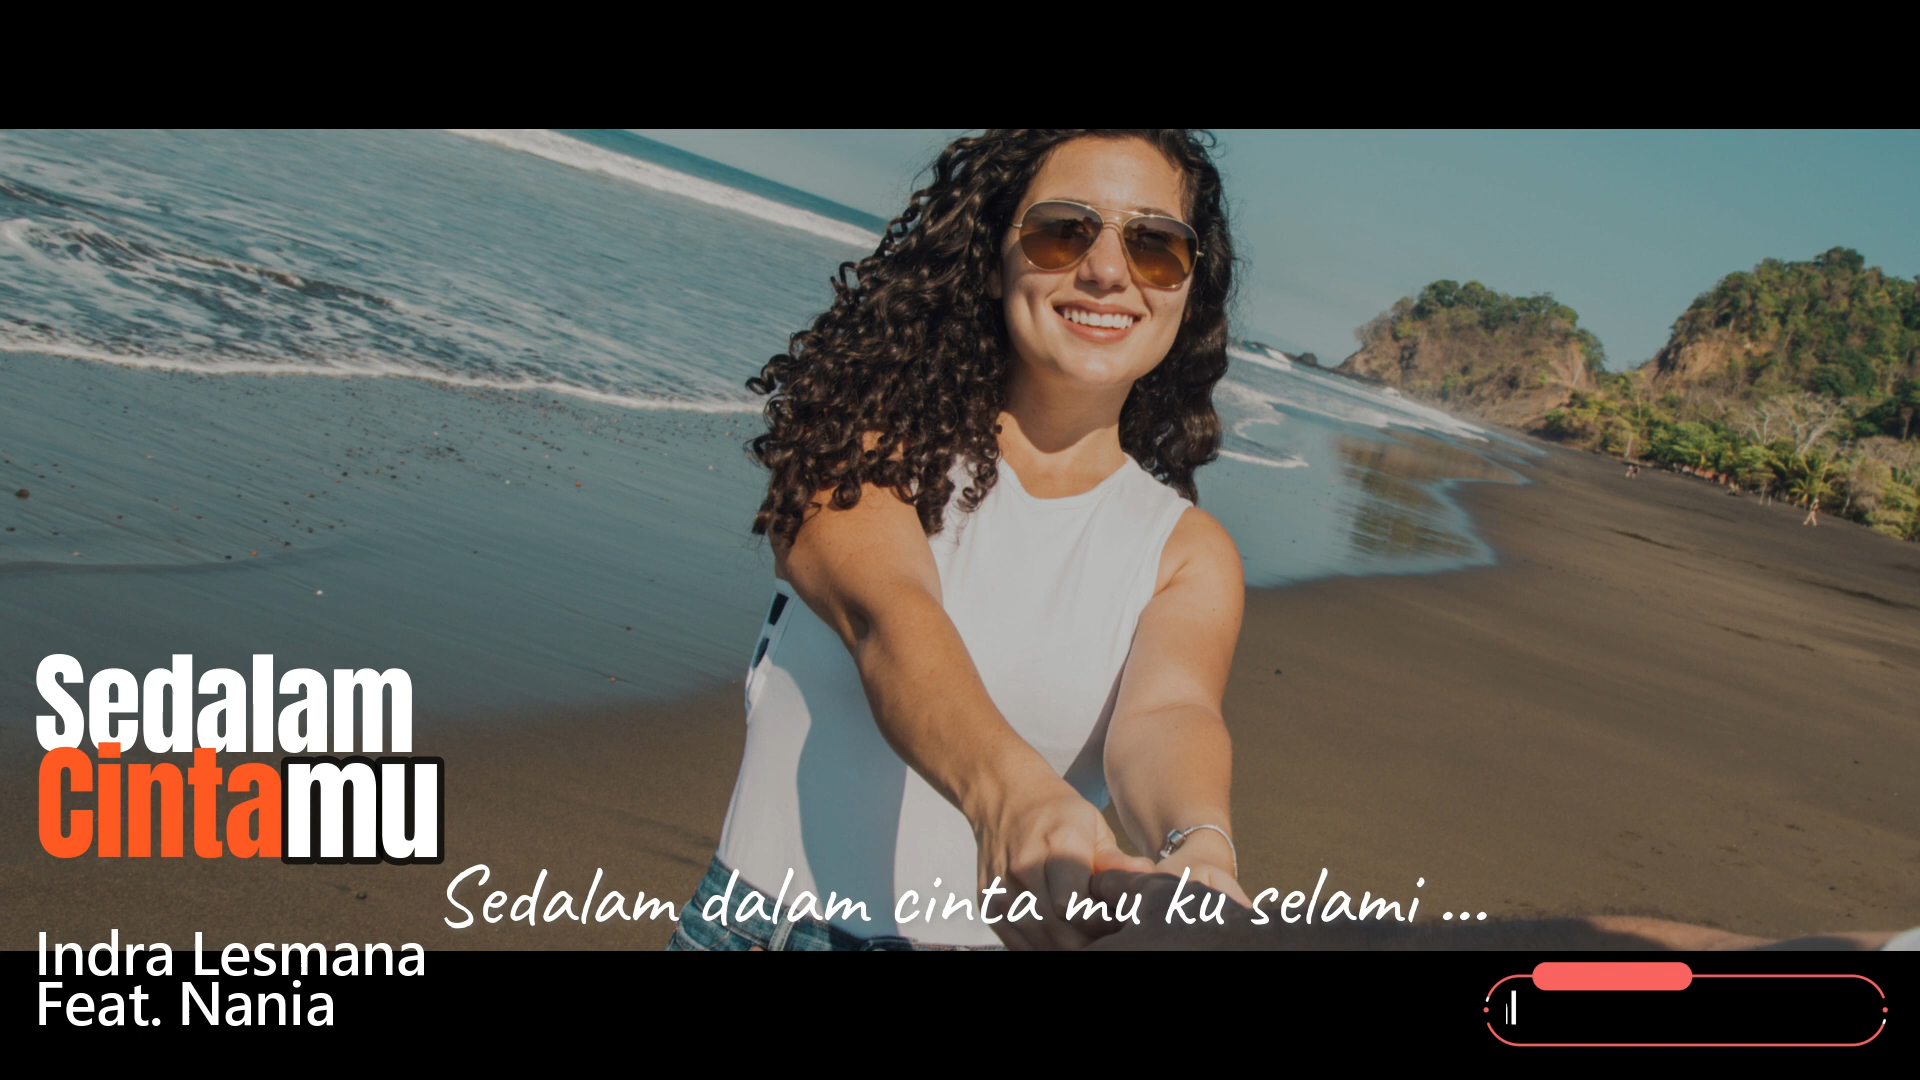 Sedalam
Cintamu
Sedalam dalam cinta mu ku selami ...
Indra Lesmana
Feat. Nania